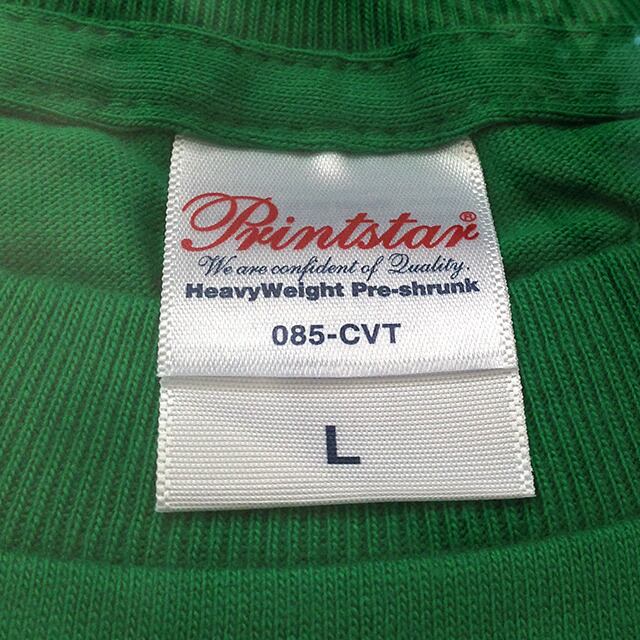 Printstar®
We are confident of Quality.
HeavyWeight Pre-shrunk
085-CVT
L